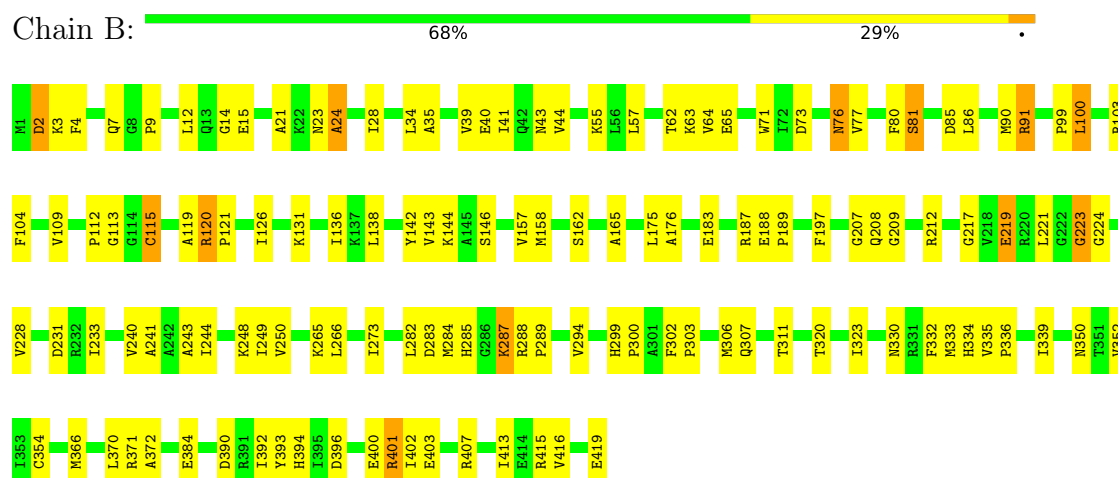 Chain B:
68% 29% •
M1 D2 K3 F4 Q7 G8 P9 L12 Q13 G14 E15 A21 K22 N23 A24 I28 L34 A35 V39 E40 I41 Q42 N43 V44 K55 L56 L57 T62 K63 V64 E65 W71 I72 D73 N76 V77 F80 S81 D85 L86 M90 R91 P99 L100
F104 V109 P112 G113 G114 C115 A119 R120 P121 I126 K131 I136 K137 L138 Y142 V143 K144 A145 S146 V157 M158 S162 A165 L175 A176 E183 R187 E188 P189 F197 G207 Q208 G209 R212 G217 V218 E219 R220 L221 G222 G223 G224
V228 D231 R232 I233 V240 A241 A242 A243 I244 K248 I249 V250 K265 L266 I273 L282 D283 M284 H285 G286 K287 R288 P289 V294 H299 P300 A301 F302 P303 M306 Q307 T311 T320 I323 N330 R331 F332 M333 H334 V335 P336 I339 N350 T351
I353 C354 M366 L370 R371 A372 E384 D390 R391 I392 Y393 H394 I395 D396 E400 R401 I402 E403 R407 I413 E414 R415 V416 E419